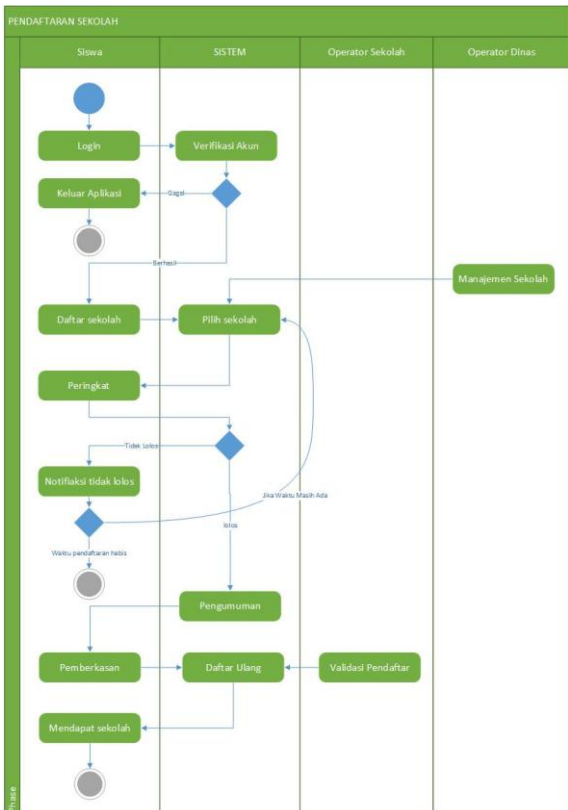 PENDAFTARAN SEKOLAH
Siswa
SISTEM
Operator Sekolah
Operator Dinas
Login
Verifikasi Akun
Keluar Aplikasi
Gagal
Berhasil
Manajemen Sekolah
Daftar sekolah
Pilih sekolah
Peringkat
Tidak Lolos
Notifiaksi tidak lolos
Jika Waktu Masih Ada
lolos
Waktu pendaftaran habis
Pengumuman
Pemberkasan
Daftar Ulang
Validasi Pendaftar
Mendapat sekolah